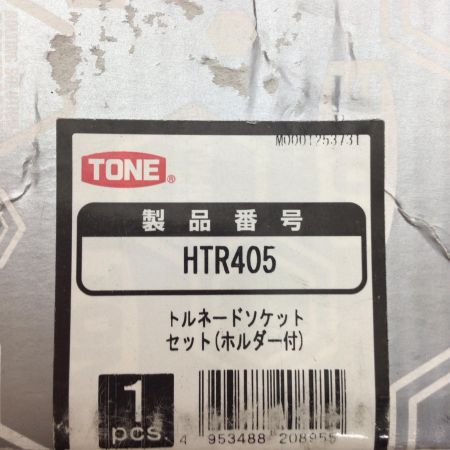 M0001253731
TONE®
製品番号
HTR405
トルネードソケット
セット(ホルダー付)
1
pcs.
4 953488 208955